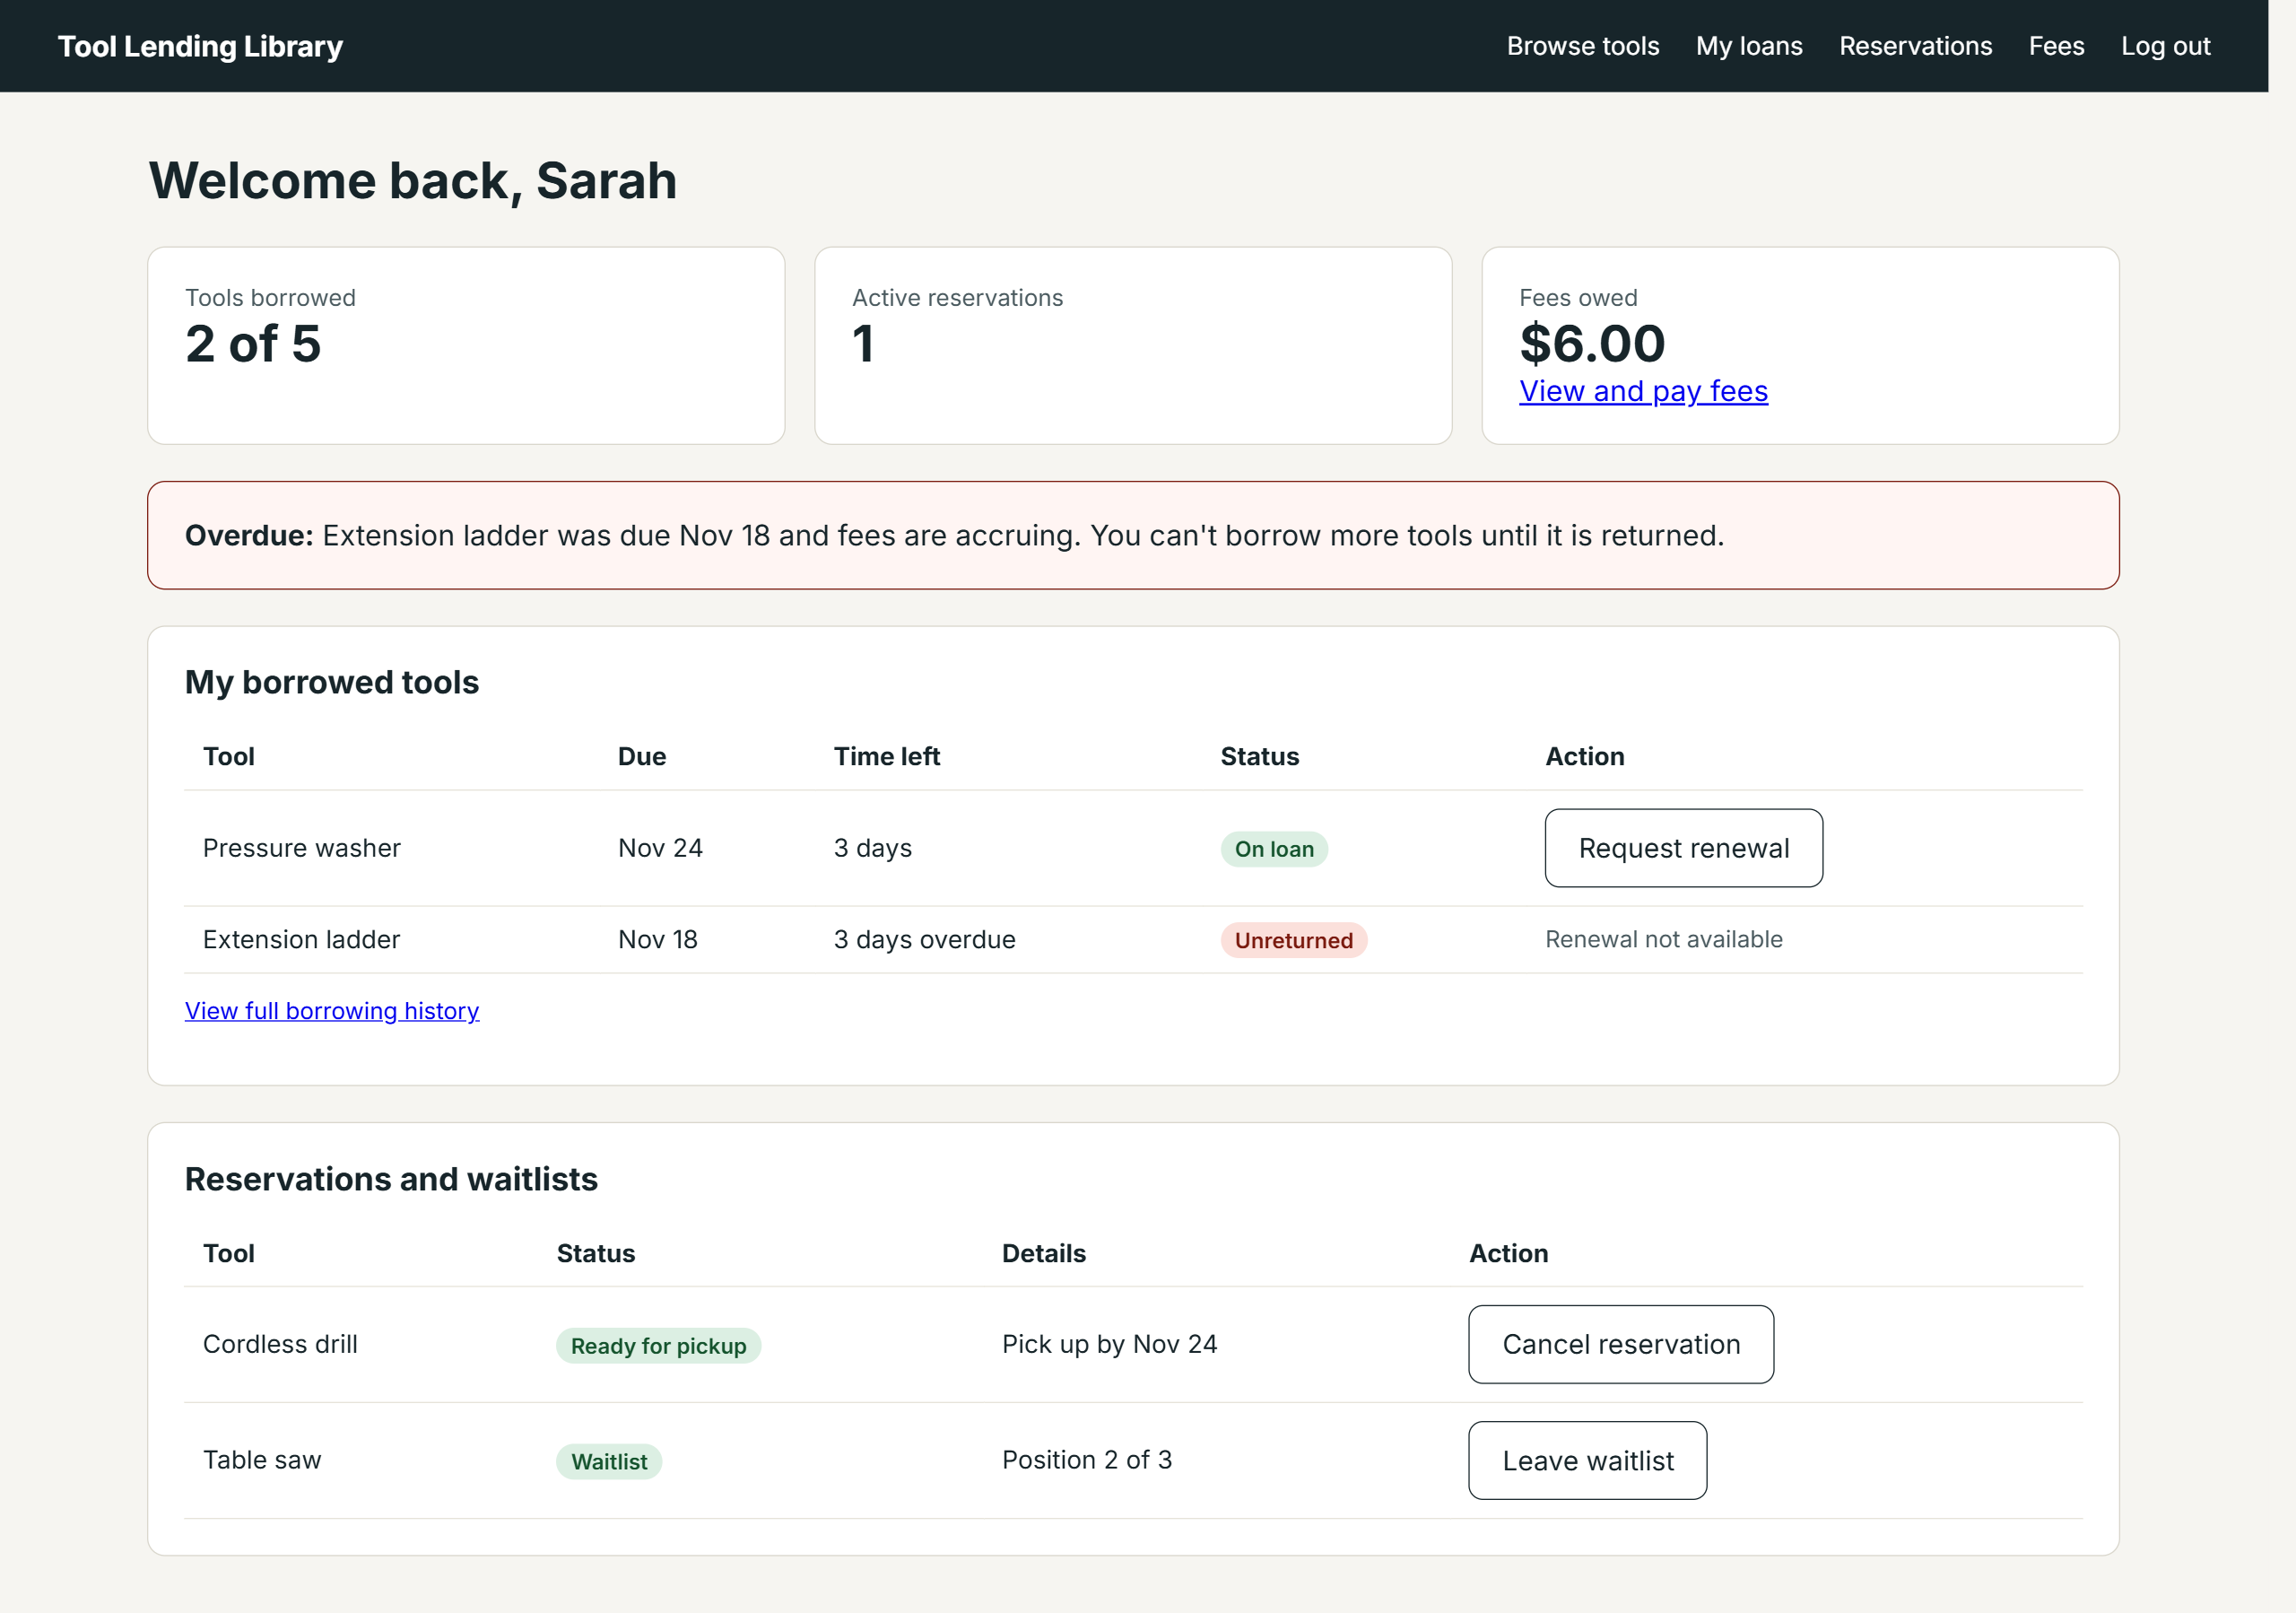 Tool Lending Library
Browse tools My loans Reservations Fees Log out
Welcome back, Sarah
Tools borrowed
2 of 5
Active reservations
1
Fees owed
$6.00
View and pay fees
Overdue: Extension ladder was due Nov 18 and fees are accruing. You can't borrow more tools until it is returned.
My borrowed tools
Tool Due Time left Status Action
Pressure washer Nov 24 3 days On loan Request renewal
Extension ladder Nov 18 3 days overdue Unreturned Renewal not available
View full borrowing history
Reservations and waitlists
Tool Status Details Action
Cordless drill Ready for pickup Pick up by Nov 24 Cancel reservation
Table saw Waitlist Position 2 of 3 Leave waitlist